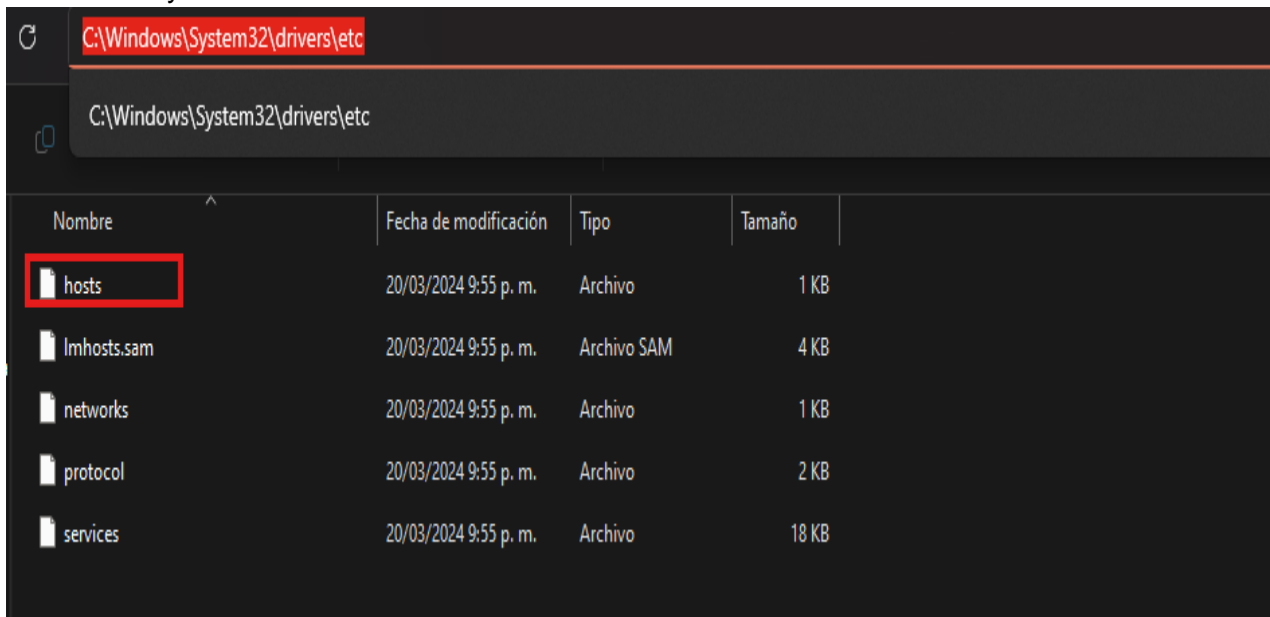 C:\Windows\System32\drivers\etc
C:\Windows\System32\drivers\etc
Nombre Fecha de modificación Tipo Tamaño
hosts 20/03/2024 9:55 p. m. Archivo 1 KB
lmhosts.sam 20/03/2024 9:55 p. m. Archivo SAM 4 KB
networks 20/03/2024 9:55 p. m. Archivo 1 KB
protocol 20/03/2024 9:55 p. m. Archivo 2 KB
services 20/03/2024 9:55 p. m. Archivo 18 KB